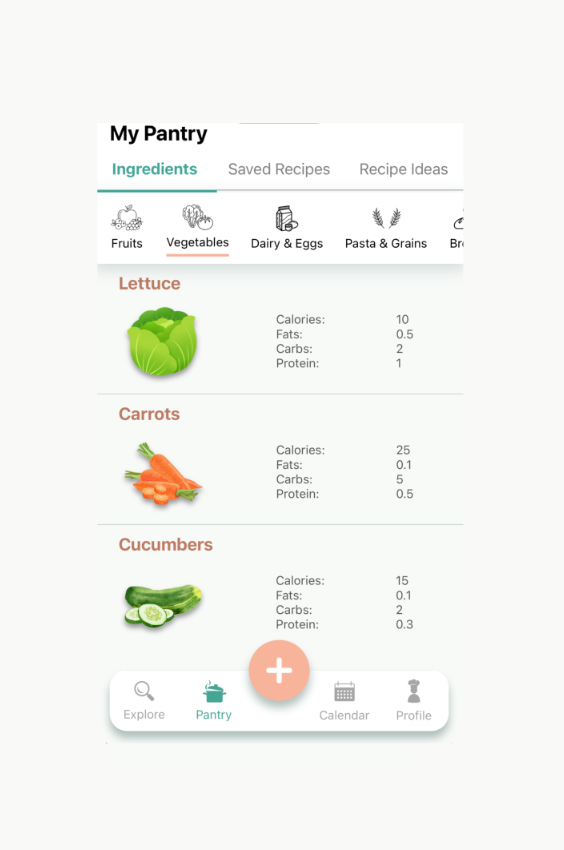 My Pantry
Ingredients Saved Recipes Recipe Ideas
Fruits Vegetables Dairy & Eggs Pasta & Grains Br
Lettuce
Calories: 10
Fats: 0.5
Carbs: 2
Protein: 1
Carrots
Calories: 25
Fats: 0.1
Carbs: 5
Protein: 0.5
Cucumbers
Calories: 15
Fats: 0.1
Carbs: 2
Protein: 0.3
Explore Pantry Calendar Profile